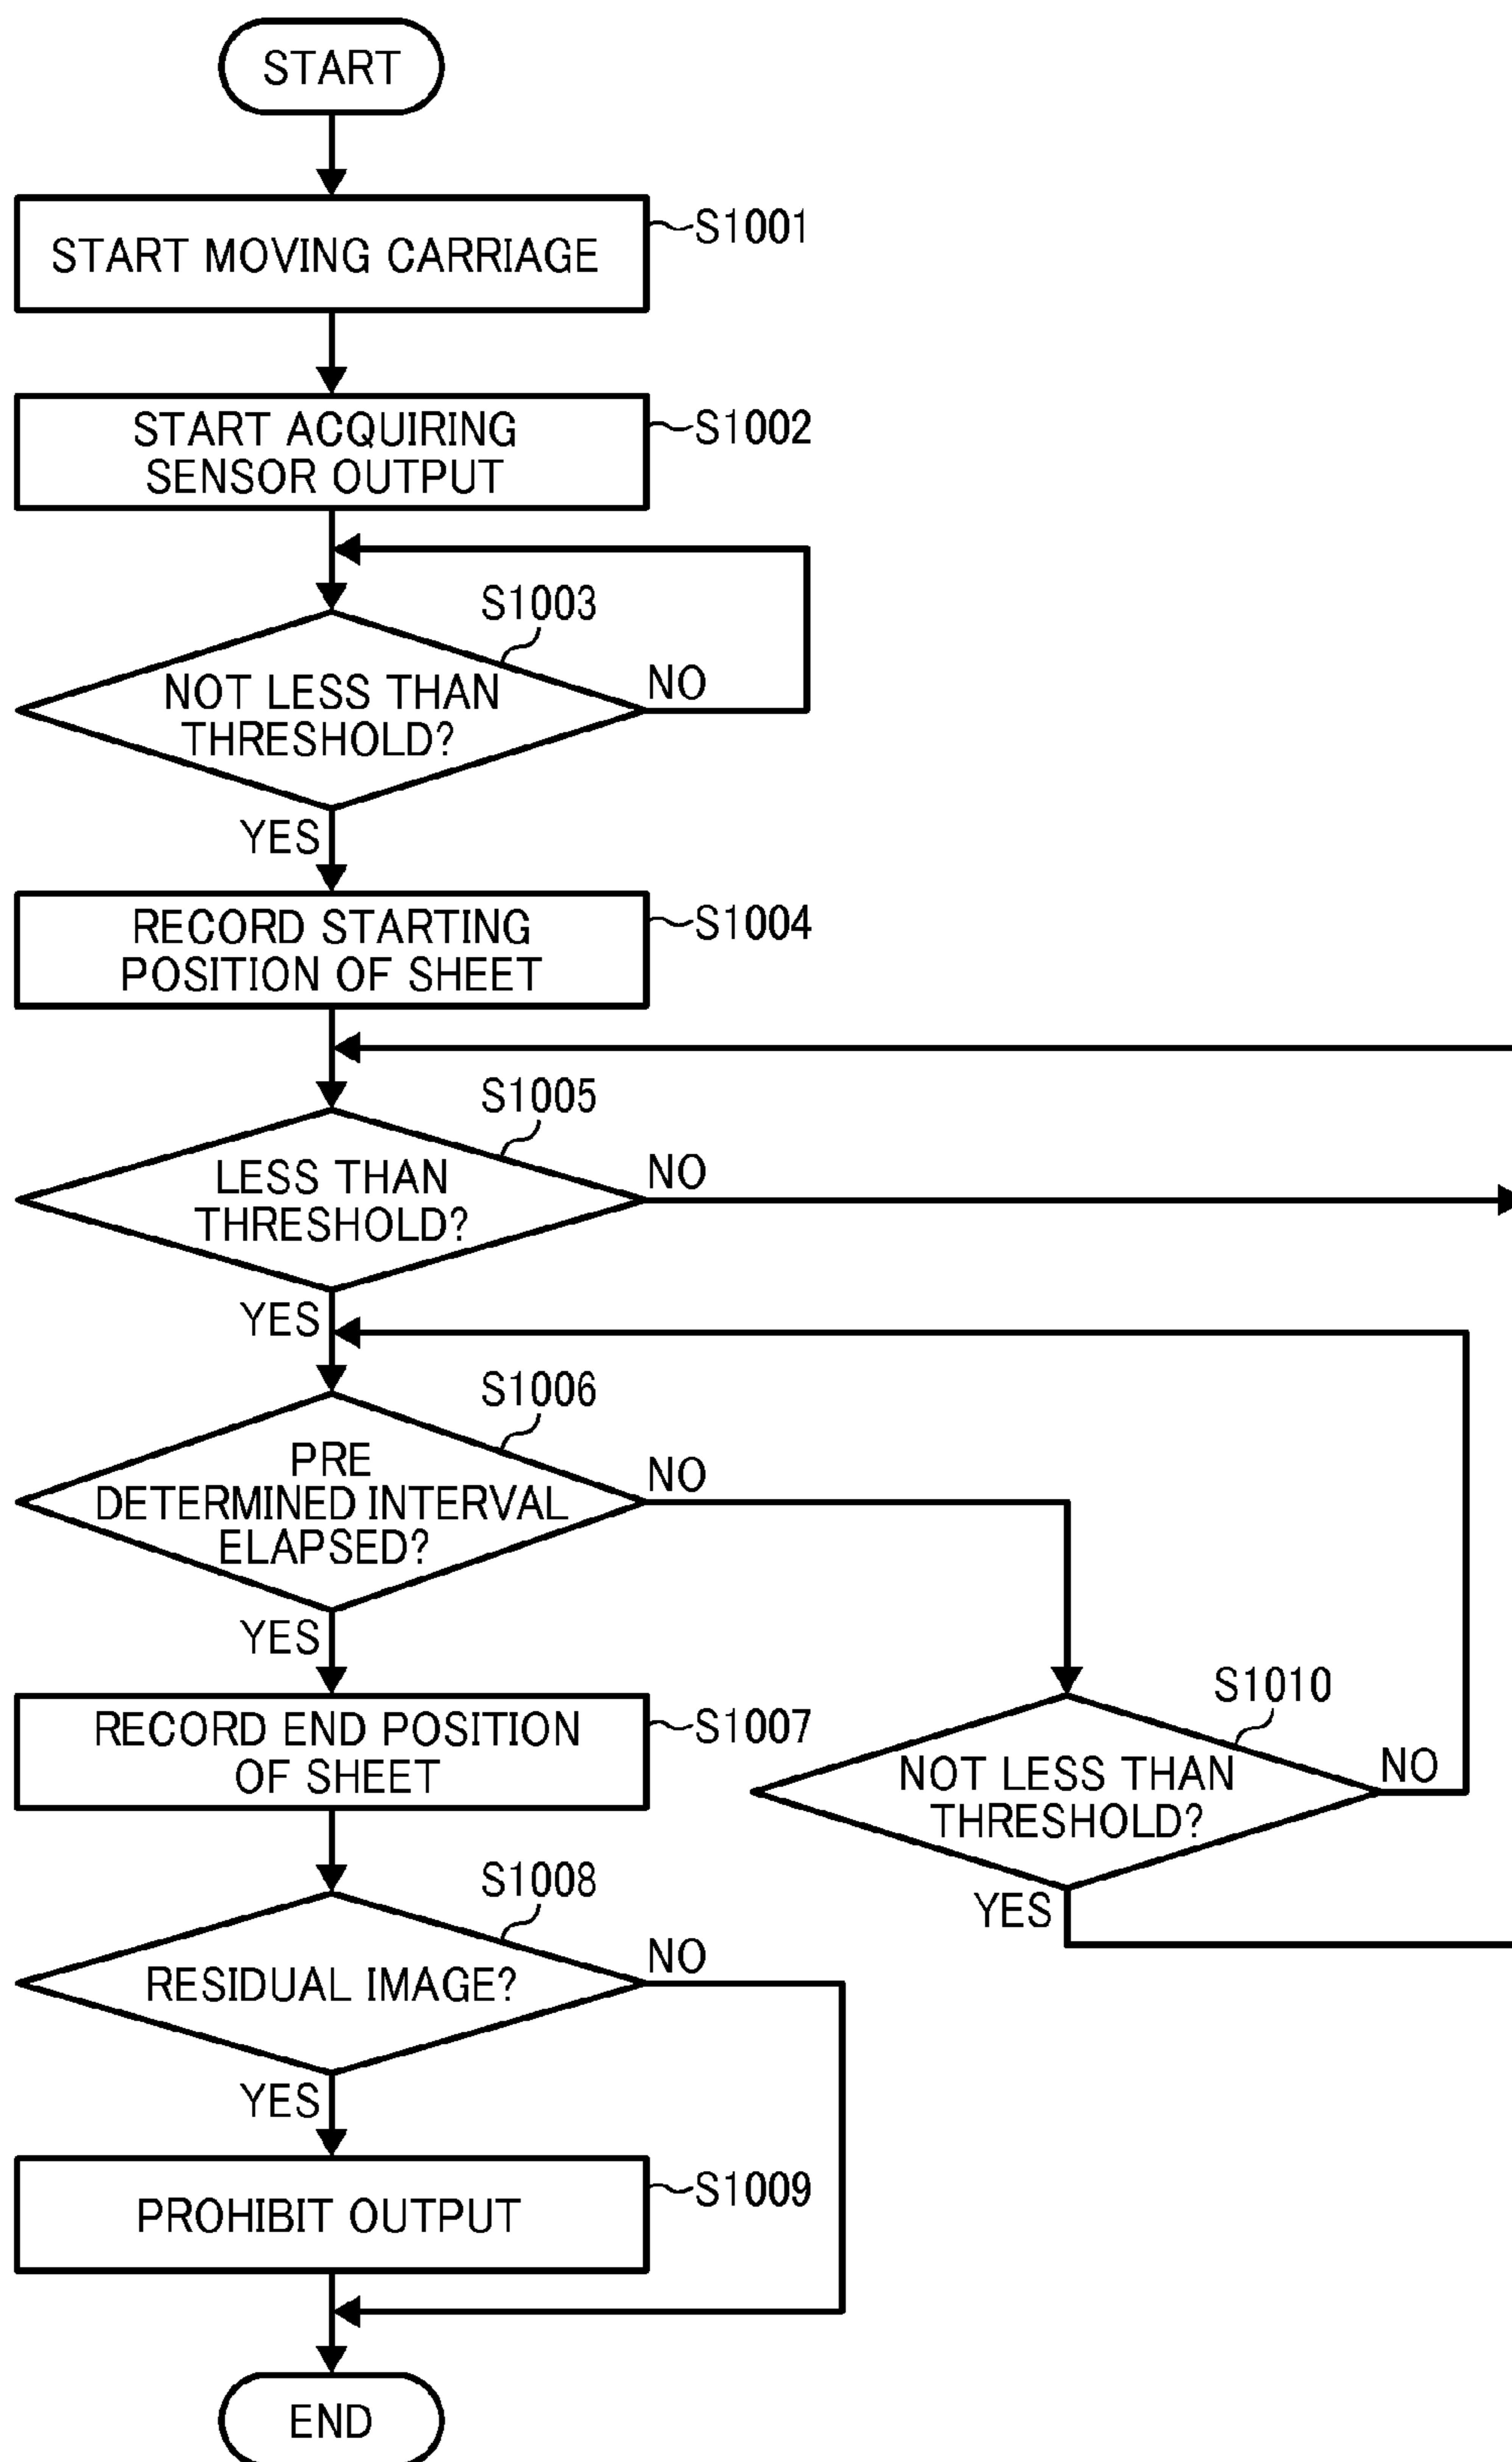 START
START MOVING CARRIAGE
S1001
START ACQUIRING
SENSOR OUTPUT
S1002
S1003
NOT LESS THAN
THRESHOLD?
NO
YES
RECORD STARTING
POSITION OF SHEET
S1004
S1005
LESS THAN
THRESHOLD?
NO
YES
S1006
PRE
DETERMINED INTERVAL
ELAPSED?
NO
YES
RECORD END POSITION
OF SHEET
S1007
S1010
NOT LESS THAN
THRESHOLD?
NO
YES
S1008
RESIDUAL IMAGE?
NO
YES
PROHIBIT OUTPUT
S1009
END